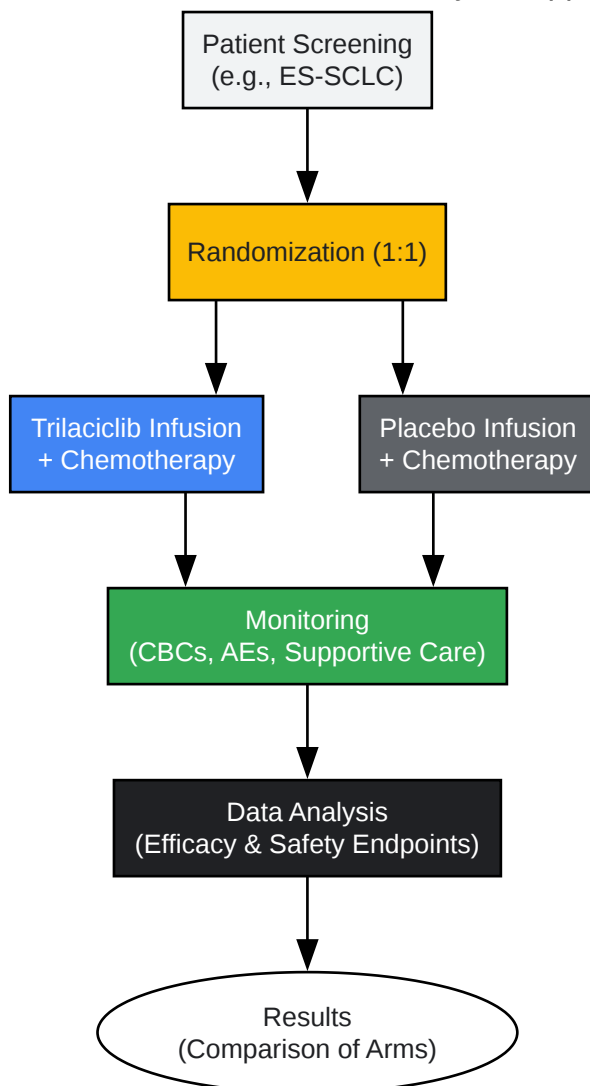 Patient Screening
(e.g., ES-SCLC)
Randomization (1:1)
Trilaciclib Infusion
+ Chemotherapy
Placebo Infusion
+ Chemotherapy
Monitoring
(CBCs, AEs, Supportive Care)
Data Analysis
(Efficacy & Safety Endpoints)
Results
(Comparison of Arms)